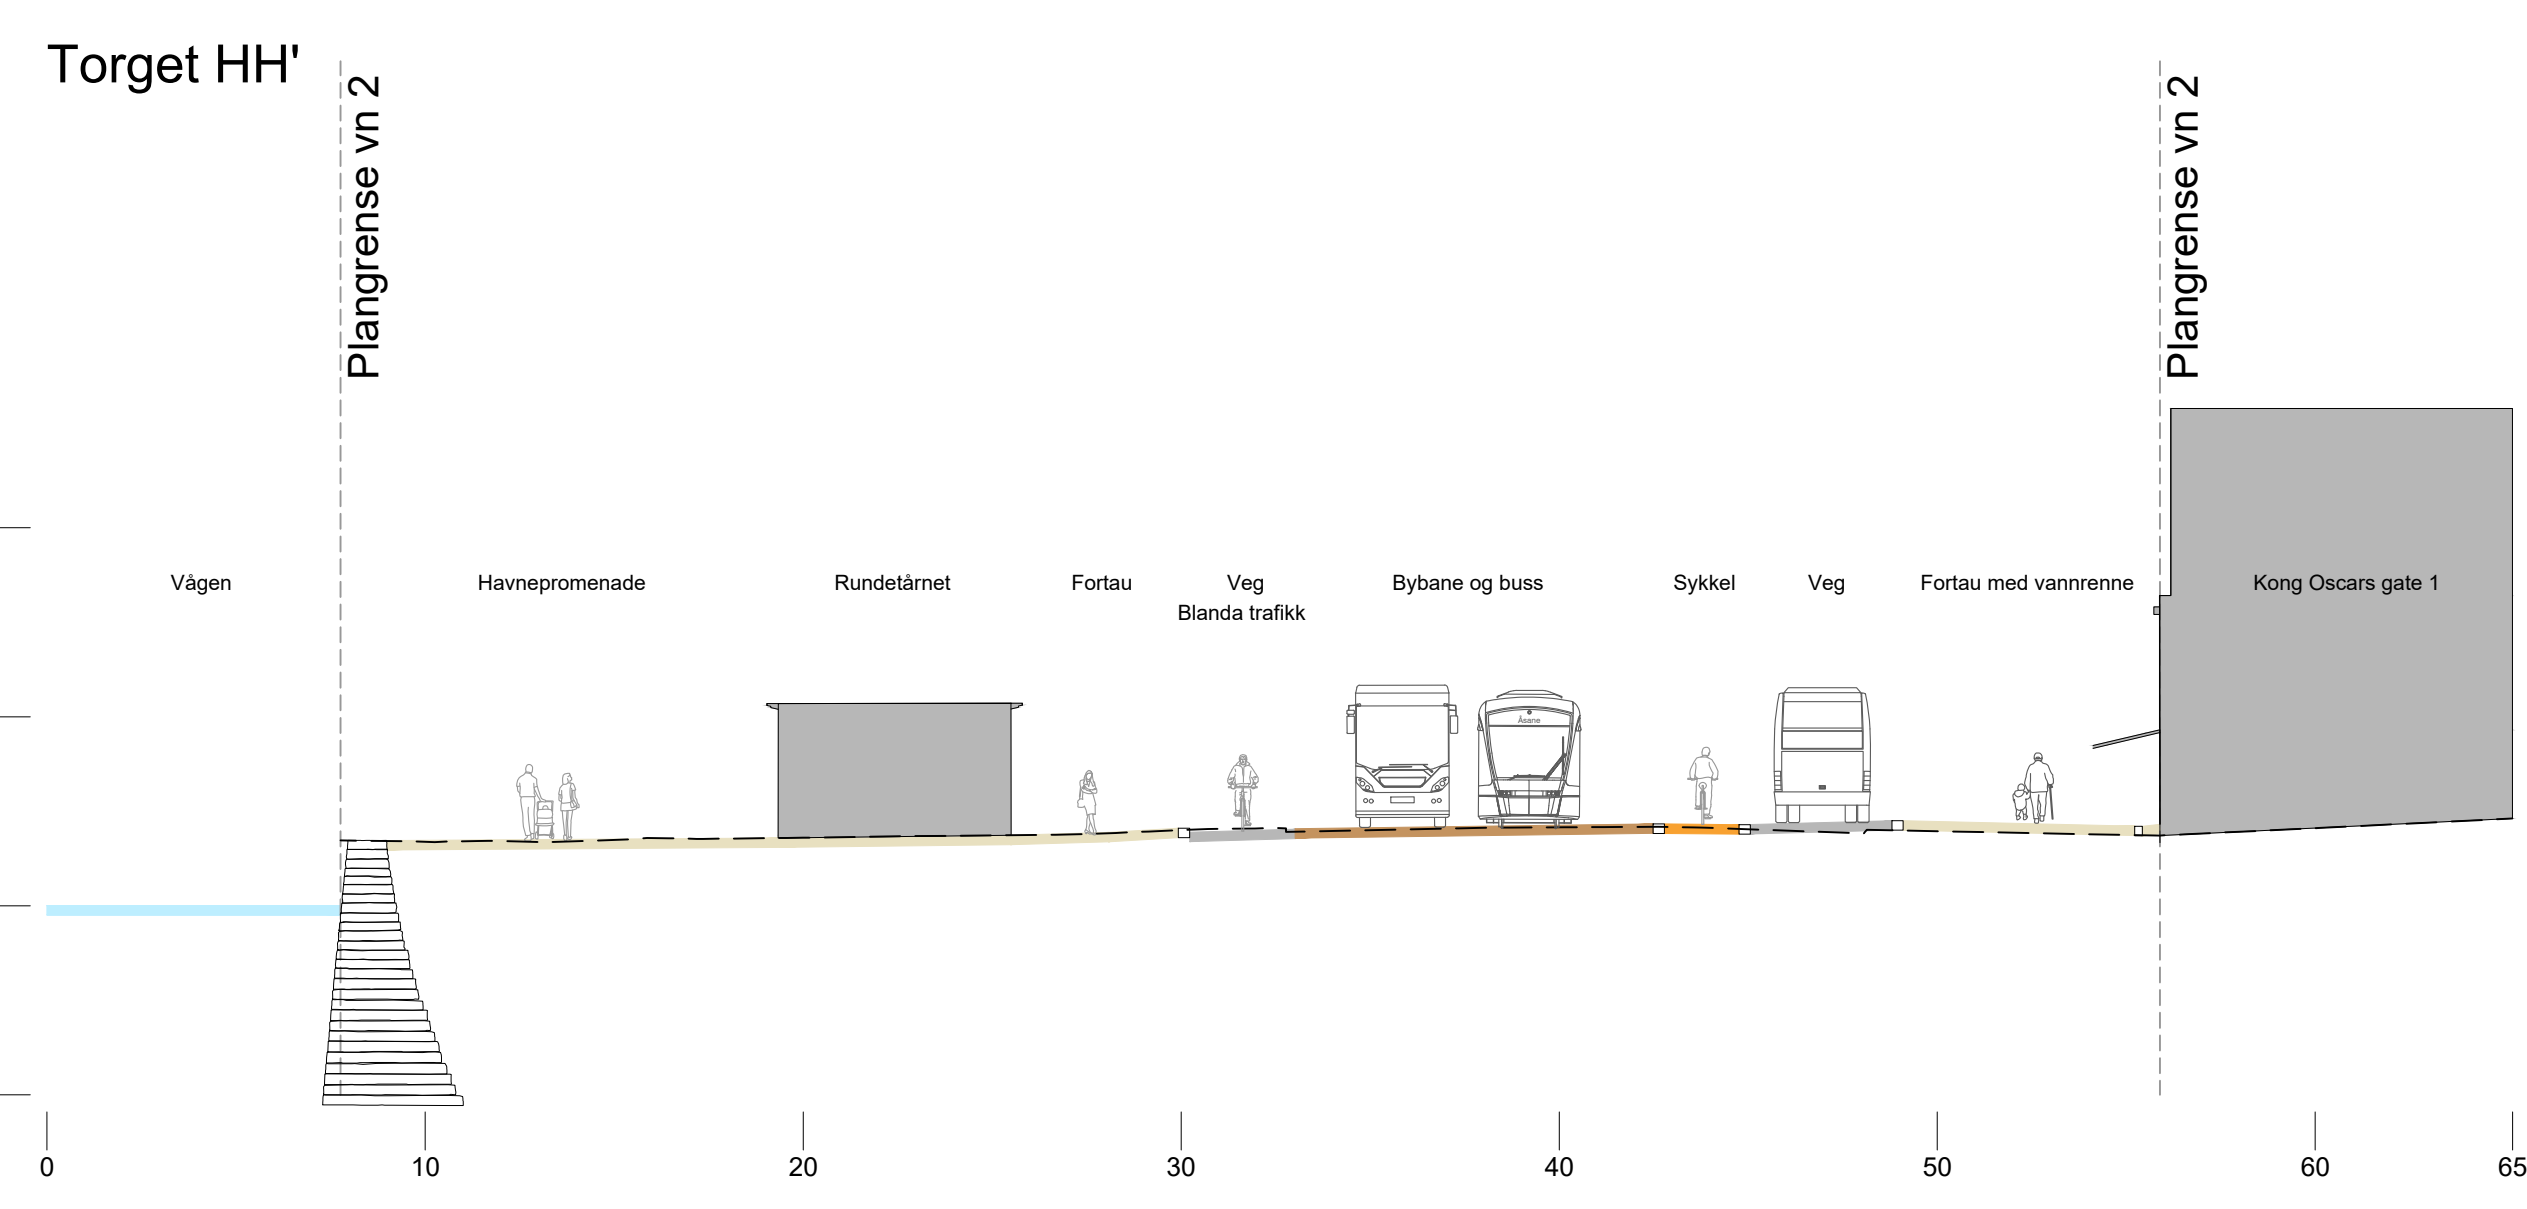 Torget HH'
Plangrense vn 2
Plangrense vn 2
Vågen
Havnepromenade
Rundetårnet
Fortau
Veg
Blanda trafikk
Bybane og buss
Sykkel
Veg
Fortau med vannrenne
Kong Oscars gate 1
Åsane
0
10
20
30
40
50
60
65